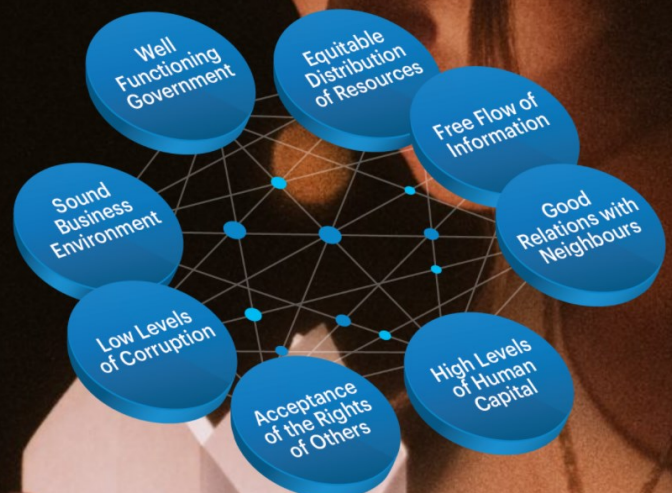 Well
Functioning
Government
Equitable
Distribution
of Resources
Free Flow of
Information
Good
Relations with
Neighbours
High Levels
of Human
Capital
Acceptance
of the Rights
of Others
Low Levels
of Corruption
Sound
Business
Environment